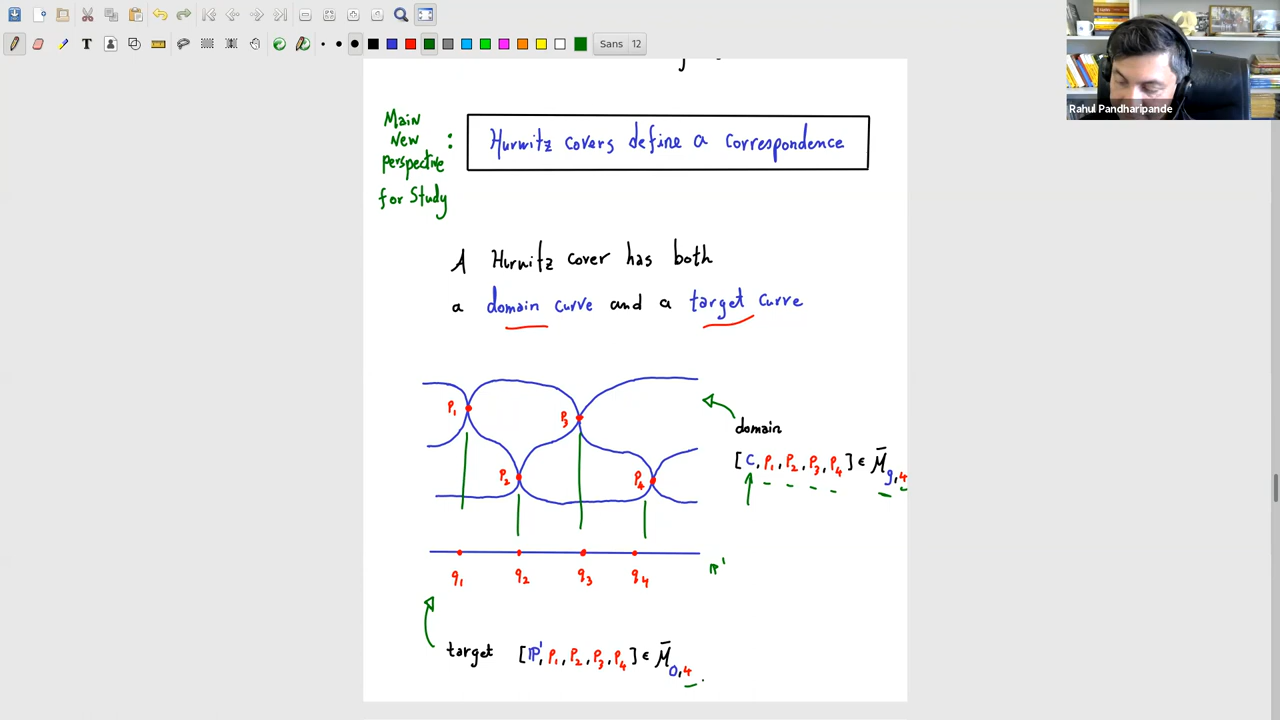 Sans 12
Rahul Pandharipande
Main
New
Perspective
for Study
:
Hurwitz covers define a correspondence
A Hurwitz cover has both
a domain curve and a target curve
P1
P3
P2
P4
domain
[C, P1, P2, P3, P4] ∈ M̄g,4
q1 q2 q3 q4
ℙ¹
target [ℙ¹, P1, P2, P3, P4] ∈ M̄0,4